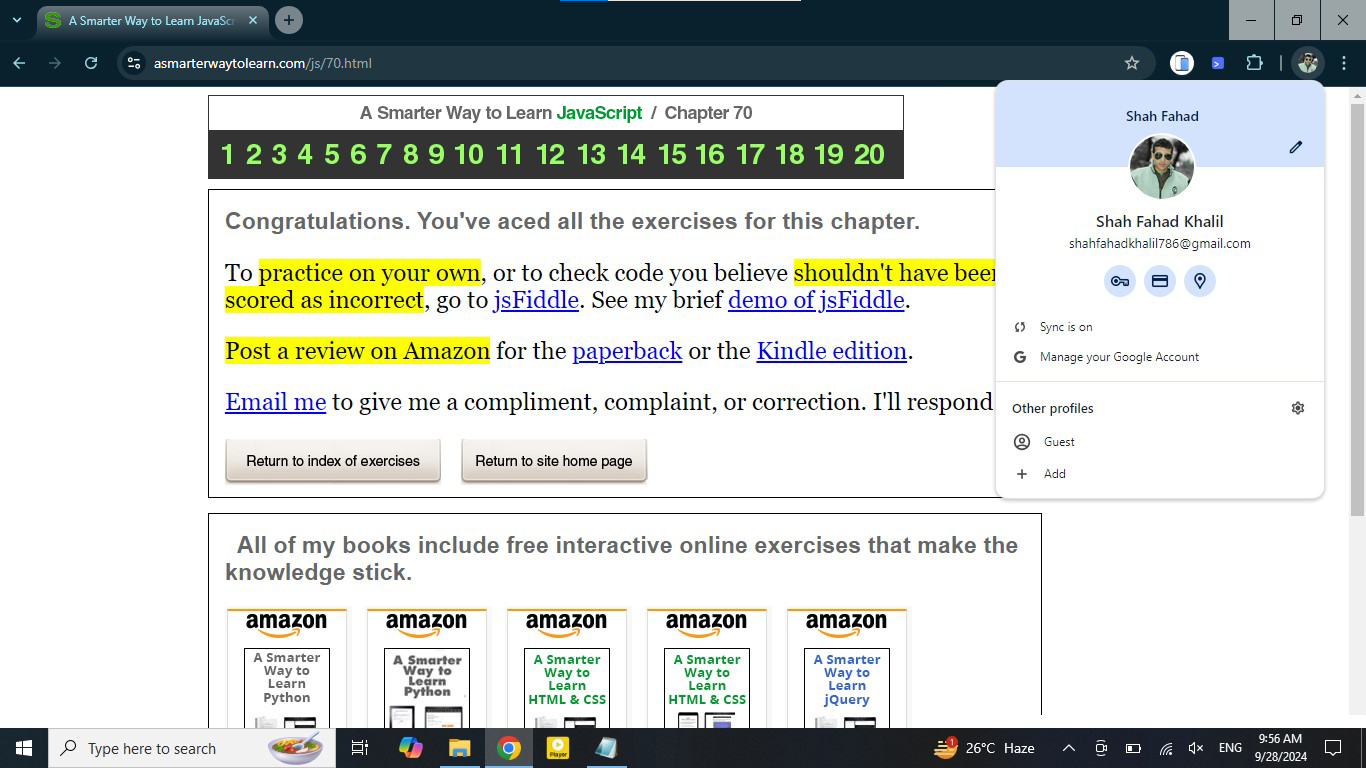 A Smarter Way to Learn JavaScr
asmarterwaytolearn.com/js/70.html
A Smarter Way to Learn JavaScript / Chapter 70
1 2 3 4 5 6 7 8 9 10 11 12 13 14 15 16 17 18 19 20
Congratulations. You've aced all the exercises for this chapter.
To practice on your own, or to check code you believe shouldn't have been
scored as incorrect, go to jsFiddle. See my brief demo of jsFiddle.
Post a review on Amazon for the paperback or the Kindle edition.
Email me to give me a compliment, complaint, or correction. I'll respond
Return to index of exercises
Return to site home page
Shah Fahad
Shah Fahad Khalil
shahfahadkhalil786@gmail.com
Sync is on
Manage your Google Account
Other profiles
Guest
Add
All of my books include free interactive online exercises that make the
knowledge stick.
amazon
A Smarter
Way to
Learn
Python
amazon
A Smarter
Way to
Learn
Python
amazon
A Smarter
Way to
Learn
HTML & CSS
amazon
A Smarter
Way to
Learn
HTML & CSS
amazon
A Smarter
Way to
Learn
jQuery
Type here to search
Player
1
26°C Haze
ENG
9:56 AM
9/28/2024